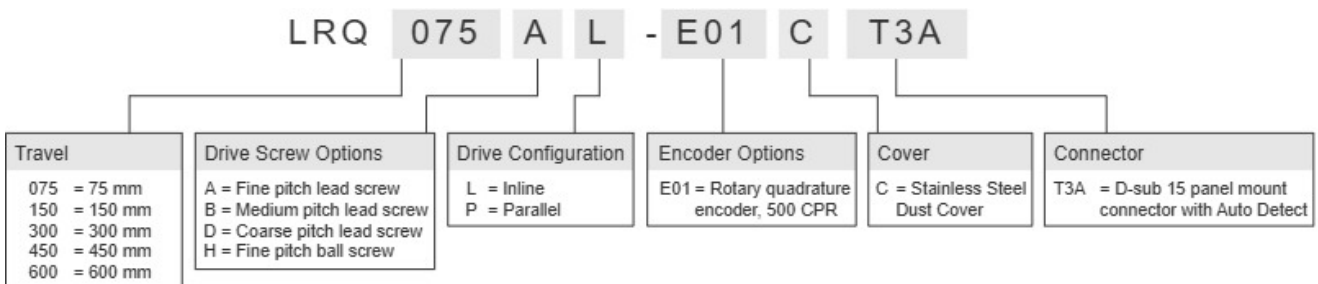 LRQ 075 A L - E01 C T3A
Travel
075 = 75 mm
150 = 150 mm
300 = 300 mm
450 = 450 mm
600 = 600 mm
Drive Screw Options
A = Fine pitch lead screw
B = Medium pitch lead screw
D = Coarse pitch lead screw
H = Fine pitch ball screw
Drive Configuration
L = Inline
P = Parallel
Encoder Options
E01 = Rotary quadrature
encoder, 500 CPR
Cover
C = Stainless Steel
Dust Cover
Connector
T3A = D-sub 15 panel mount
connector with Auto Detect